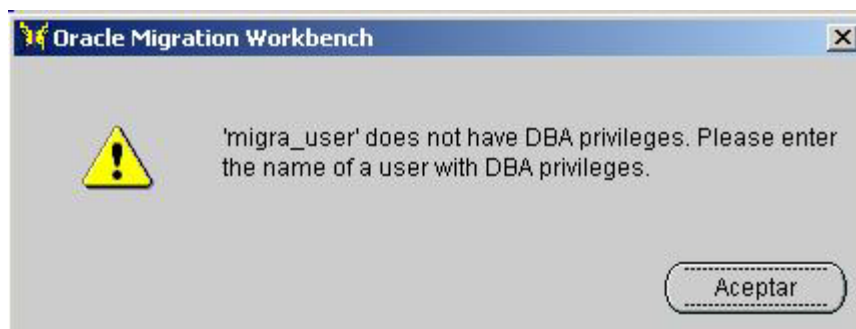 Oracle Migration Workbench
'migra_user' does not have DBA privileges. Please enter
the name of a user with DBA privileges.
Aceptar